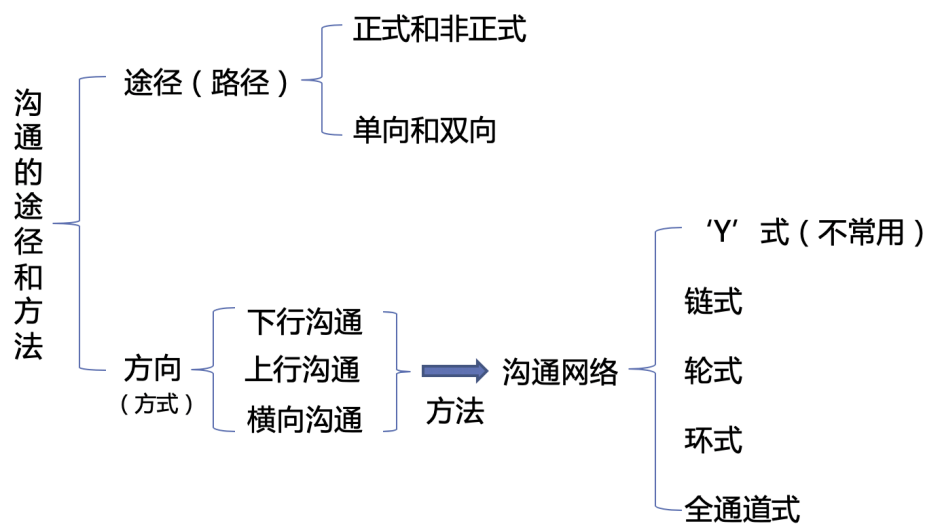 沟通的途径和方法
途径（路径）
正式和非正式
单向和双向
方向
（方式）
下行沟通
上行沟通
横向沟通
方法
沟通网络
‘Y’式（不常用）
链式
轮式
环式
全通道式